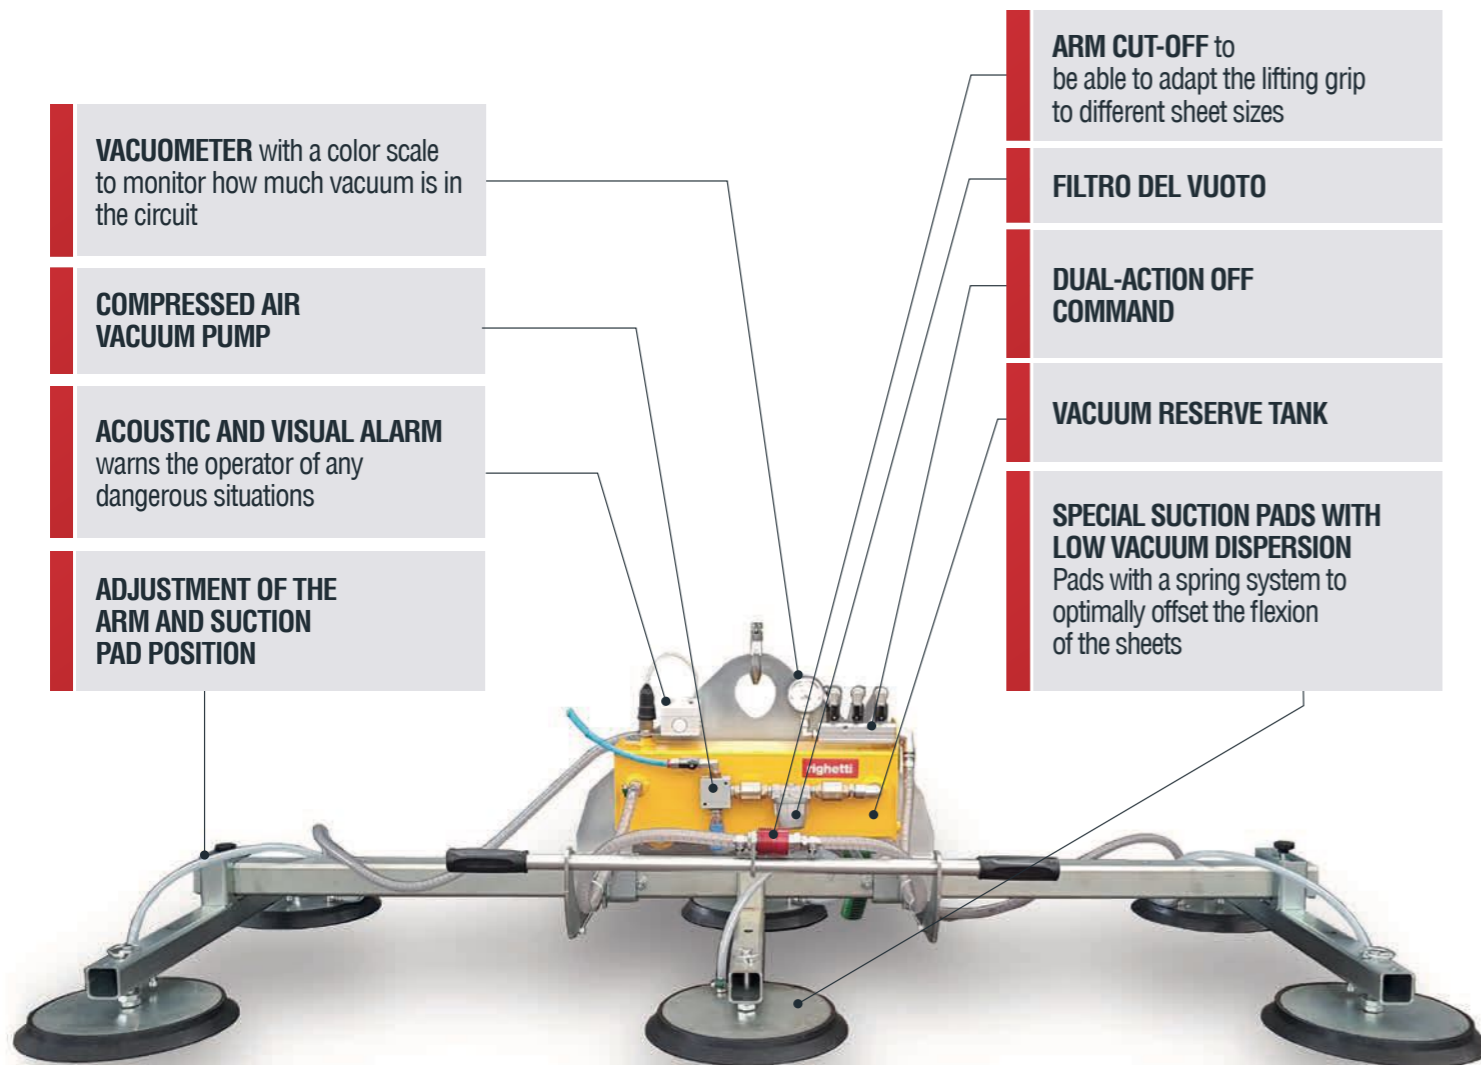 VACUOMETER with a color scale
to monitor how much vacuum is in
the circuit
COMPRESSED AIR
VACUUM PUMP
ACOUSTIC AND VISUAL ALARM
warns the operator of any
dangerous situations
ADJUSTMENT OF THE
ARM AND SUCTION
PAD POSITION
ARM CUT-OFF to
be able to adapt the lifting grip
to different sheet sizes
FILTRO DEL VUOTO
DUAL-ACTION OFF
COMMAND
VACUUM RESERVE TANK
SPECIAL SUCTION PADS WITH
LOW VACUUM DISPERSION
Pads with a spring system to
optimally offset the flexion
of the sheets
righetti